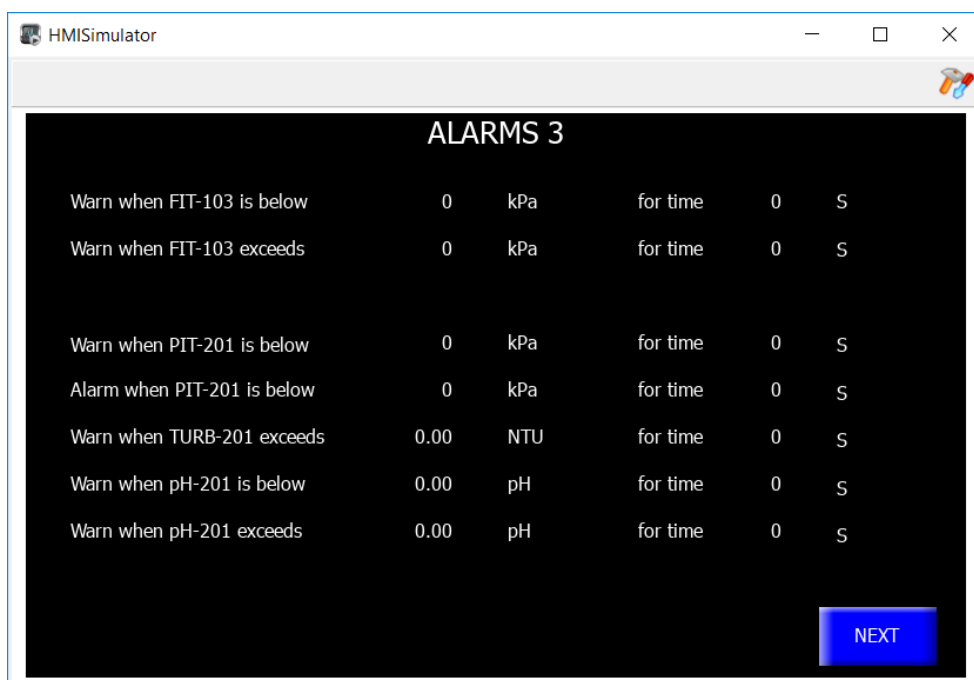 HMISimulator
ALARMS 3
Warn when FIT-103 is below 0 kPa for time 0 S
Warn when FIT-103 exceeds 0 kPa for time 0 S
Warn when PIT-201 is below 0 kPa for time 0 S
Alarm when PIT-201 is below 0 kPa for time 0 S
Warn when TURB-201 exceeds 0.00 NTU for time 0 S
Warn when pH-201 is below 0.00 pH for time 0 S
Warn when pH-201 exceeds 0.00 pH for time 0 S
NEXT